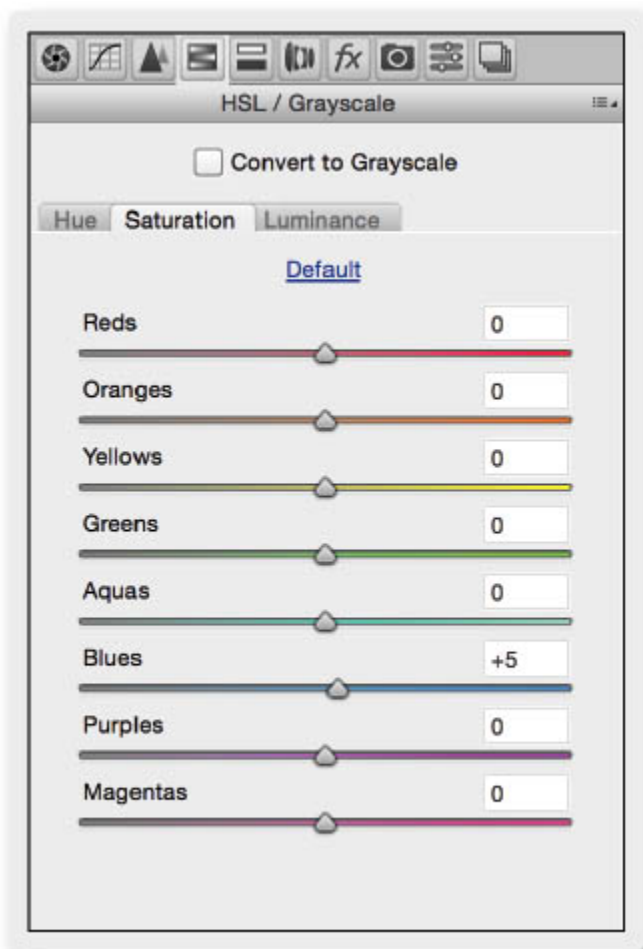 fx
HSL / Grayscale
Convert to Grayscale
Hue Saturation Luminance
Default
Reds 0
Oranges 0
Yellows 0
Greens 0
Aquas 0
Blues +5
Purples 0
Magentas 0